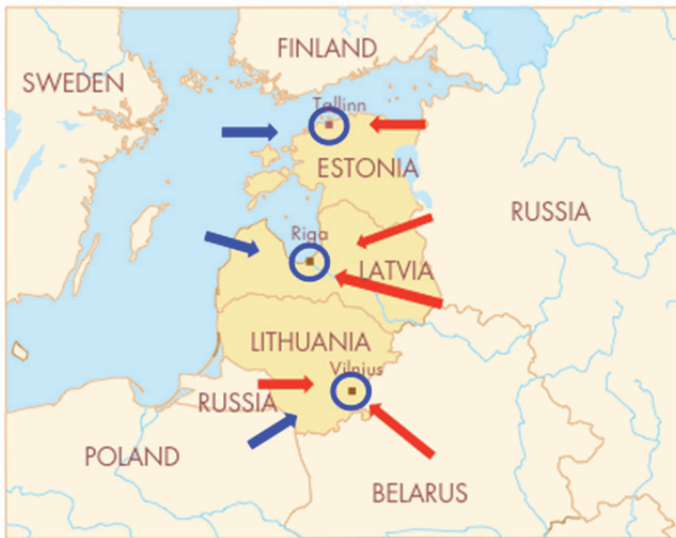 FINLAND
SWEDEN
Tallinn
ESTONIA
RUSSIA
Riga
LATVIA
LITHUANIA
Vilnius
RUSSIA
POLAND
BELARUS